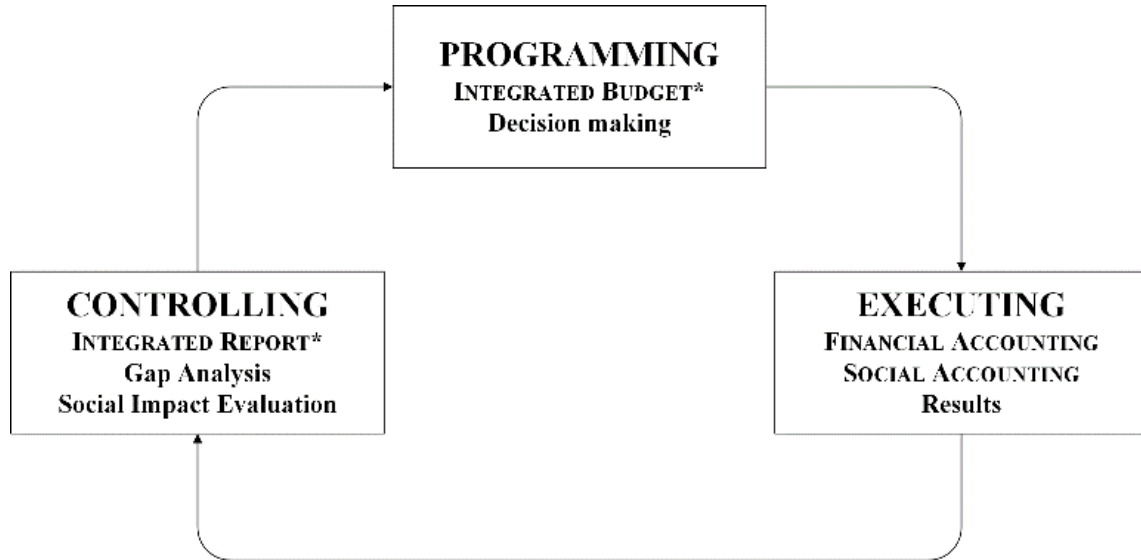 PROGRAMMING
INTEGRATED BUDGET*
Decision making
CONTROLLING
INTEGRATED REPORT*
Gap Analysis
Social Impact Evaluation
EXECUTING
FINANCIAL ACCOUNTING
SOCIAL ACCOUNTING
Results